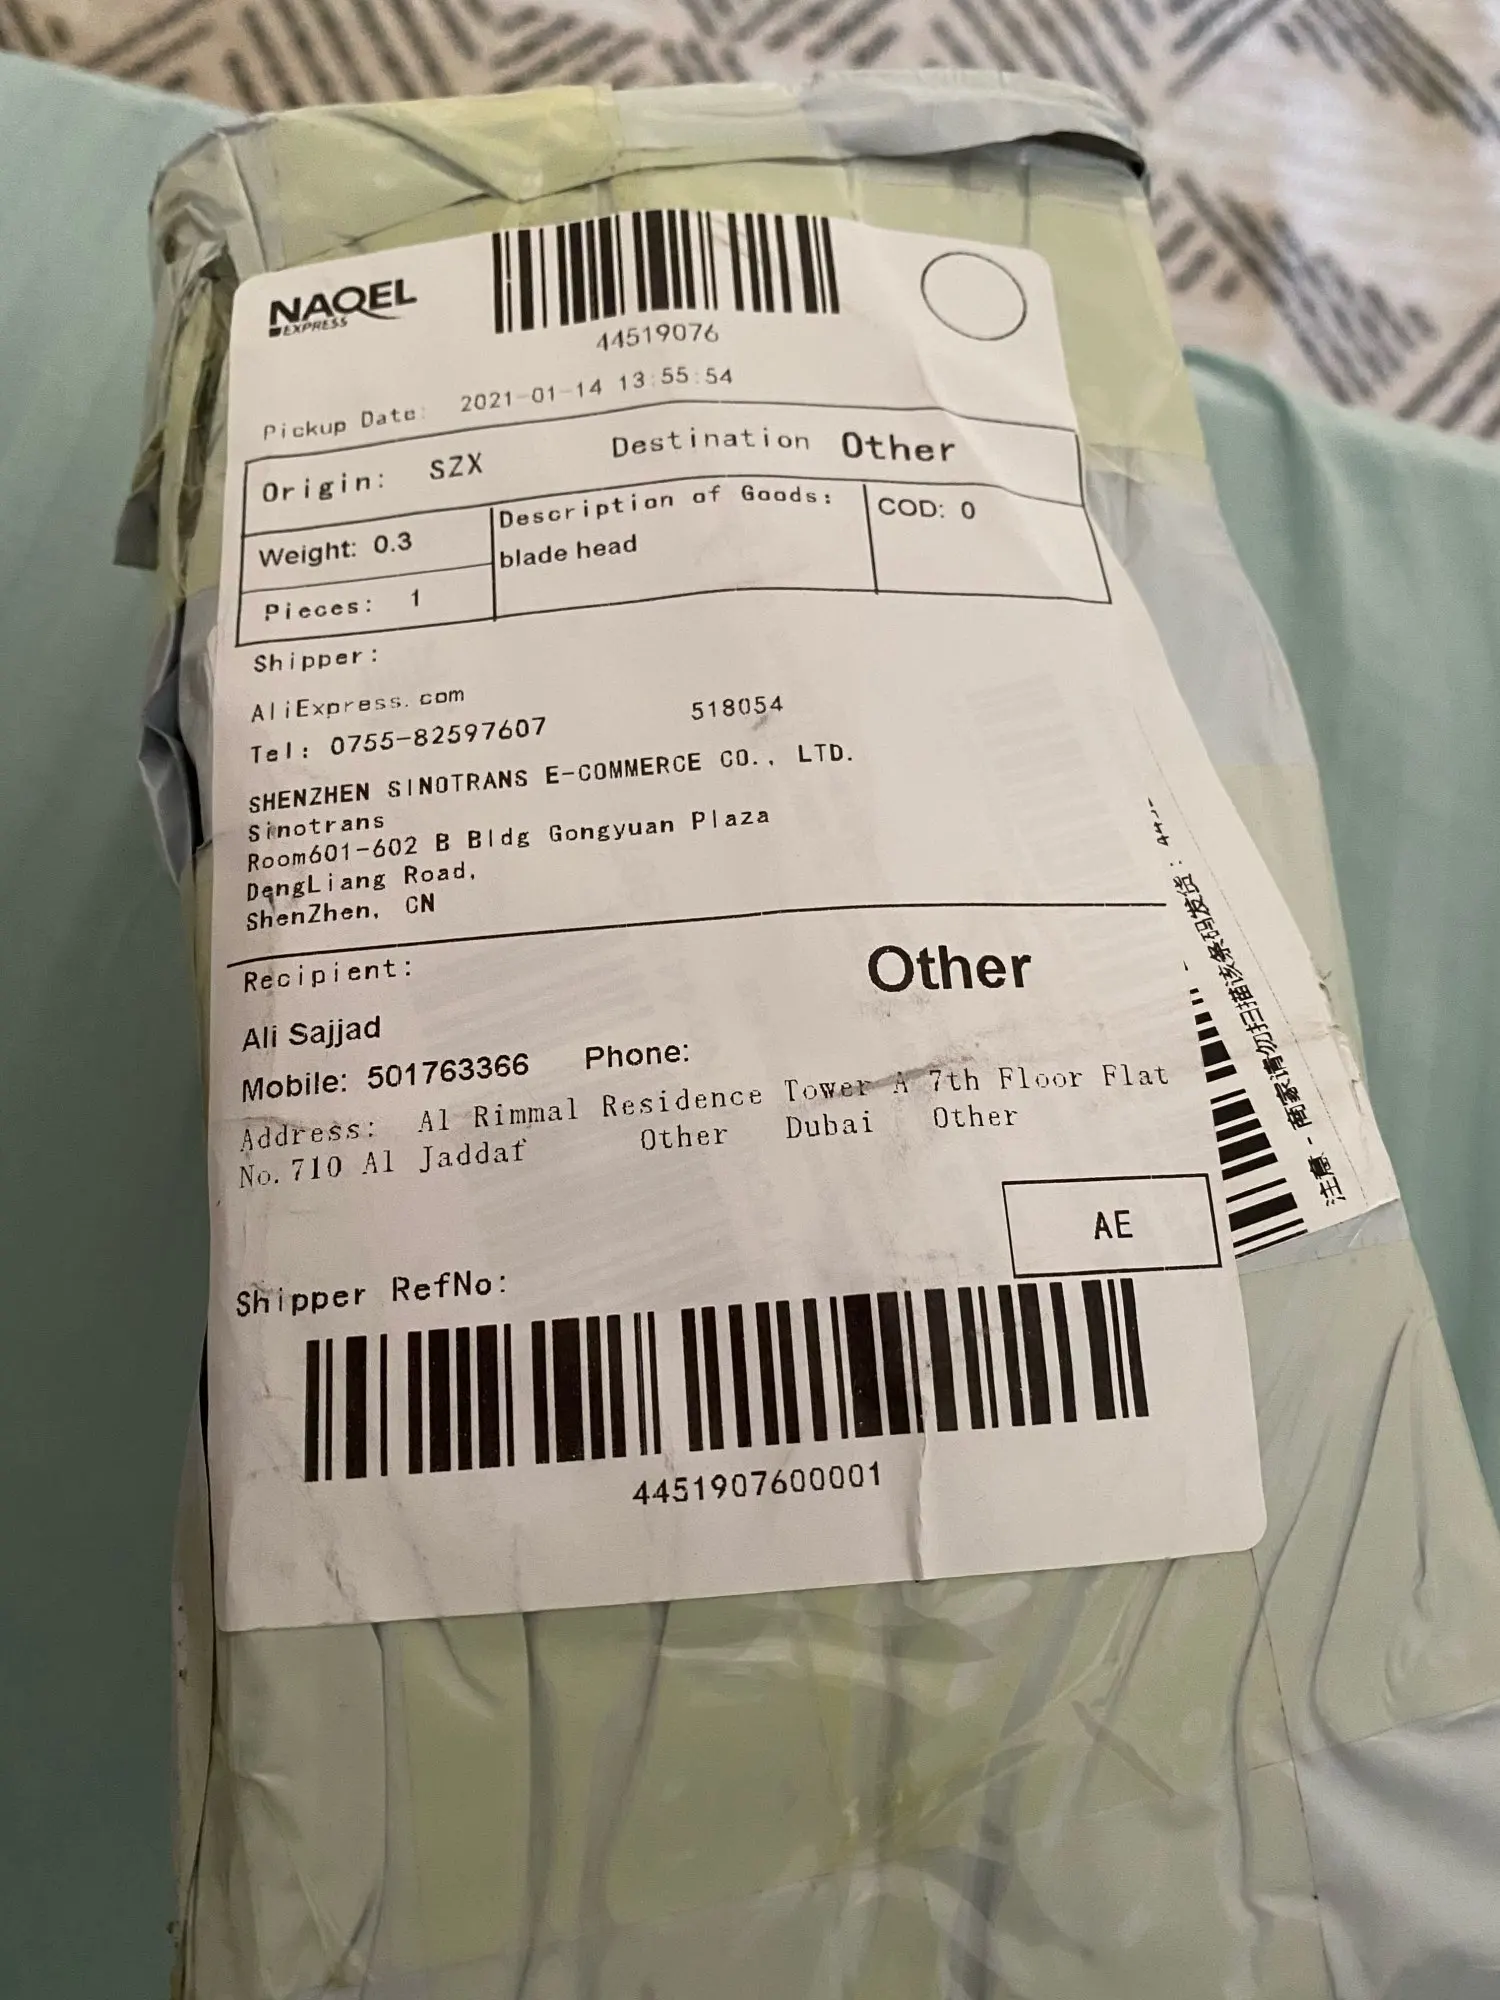 NAQEL
EXPRESS
44519076
Pickup Date: 2021-01-14 13:55:54
Origin: SZX Destination Other
Weight: 0.3 Description of Goods: COD: 0
blade head
Pieces: 1
Shipper:
AliExpress.com
Tel: 0755-82597607 518054
SHENZHEN SINOTRANS E-COMMERCE CO., LTD.
Sinotrans
Room601-602 B Bldg Gongyuan Plaza
DengLiang Road,
ShenZhen, CN
Recipient: Other
Ali Sajjad
Mobile: 501763366 Phone:
Address: Al Rimmal Residence Tower A 7th Floor Flat
No.710 Al Jaddaf Other Dubai Other
AE
Shipper RefNo:
4451907600001
注意-商家请勿扫描该条码发货: